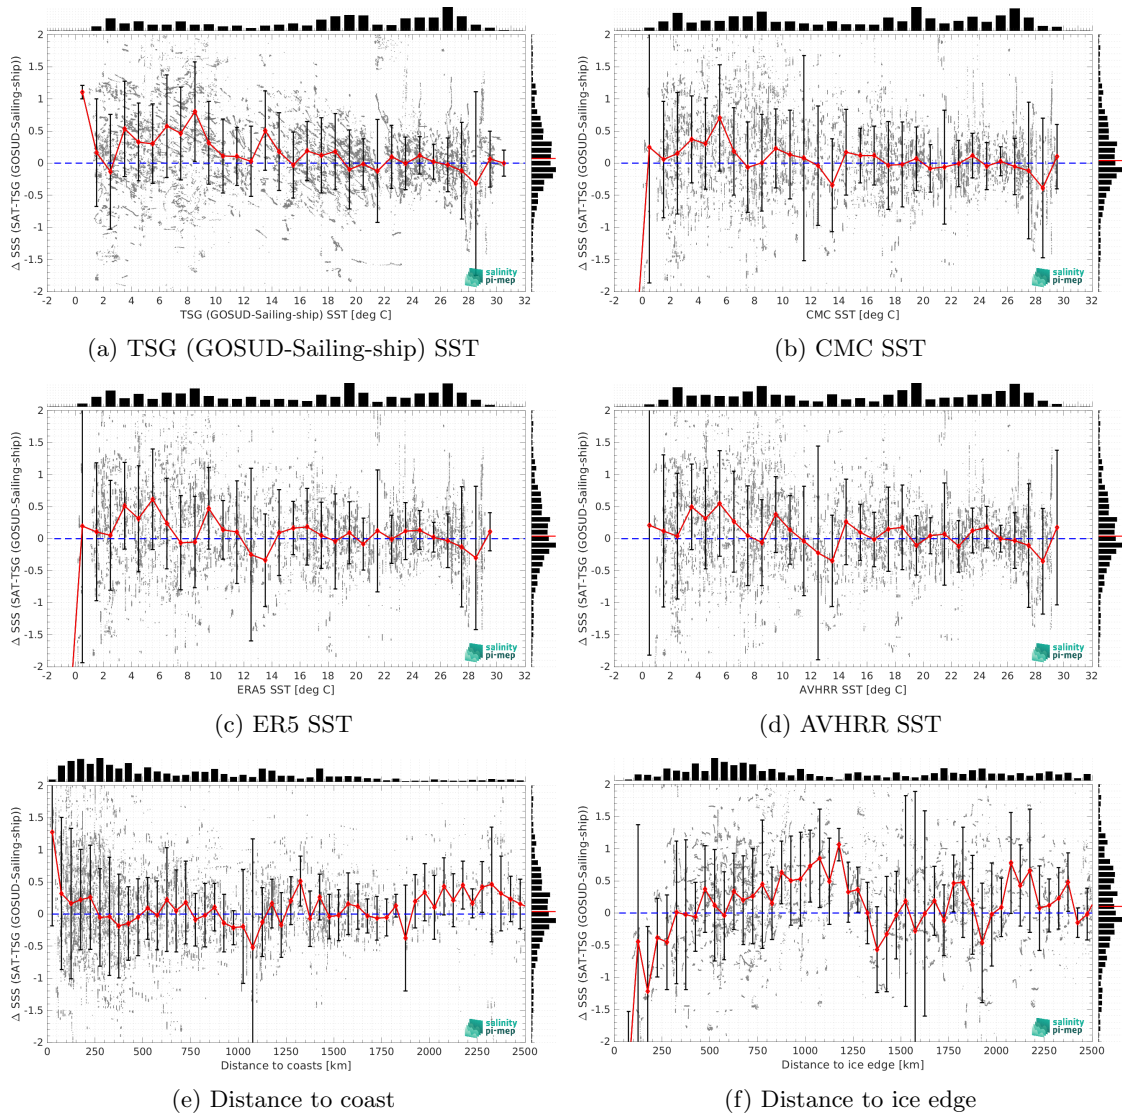 2
1.5
1
0.5
0
-0.5
-1
-1.5
-2
Δ SSS (SAT-TSG (GOSUD-Sailing-ship))
salinity
pi-mep
-2 0 2 4 6 8 10 12 14 16 18 20 22 24 26 28 30 32
TSG (GOSUD-Sailing-ship) SST [deg C]
(a) TSG (GOSUD-Sailing-ship) SST
2
1.5
1
0.5
0
-0.5
-1
-1.5
-2
Δ SSS (SAT-TSG (GOSUD-Sailing-ship))
salinity
pi-mep
-2 0 2 4 6 8 10 12 14 16 18 20 22 24 26 28 30 32
CMC SST [deg C]
(b) CMC SST
2
1.5
1
0.5
0
-0.5
-1
-1.5
-2
Δ SSS (SAT-TSG (GOSUD-Sailing-ship))
salinity
pi-mep
-2 0 2 4 6 8 10 12 14 16 18 20 22 24 26 28 30 32
ERA5 SST [deg C]
(c) ER5 SST
2
1.5
1
0.5
0
-0.5
-1
-1.5
-2
Δ SSS (SAT-TSG (GOSUD-Sailing-ship))
salinity
pi-mep
-2 0 2 4 6 8 10 12 14 16 18 20 22 24 26 28 30 32
AVHRR SST [deg C]
(d) AVHRR SST
2
1.5
1
0.5
0
-0.5
-1
-1.5
-2
Δ SSS (SAT-TSG (GOSUD-Sailing-ship))
salinity
pi-mep
0 250 500 750 1000 1250 1500 1750 2000 2250 2500
Distance to coasts [km]
(e) Distance to coast
2
1.5
1
0.5
0
-0.5
-1
-1.5
-2
Δ SSS (SAT-TSG (GOSUD-Sailing-ship))
salinity
pi-mep
0 250 500 750 1000 1250 1500 1750 2000 2250 2500
Distance to ice edge [km]
(f) Distance to ice edge